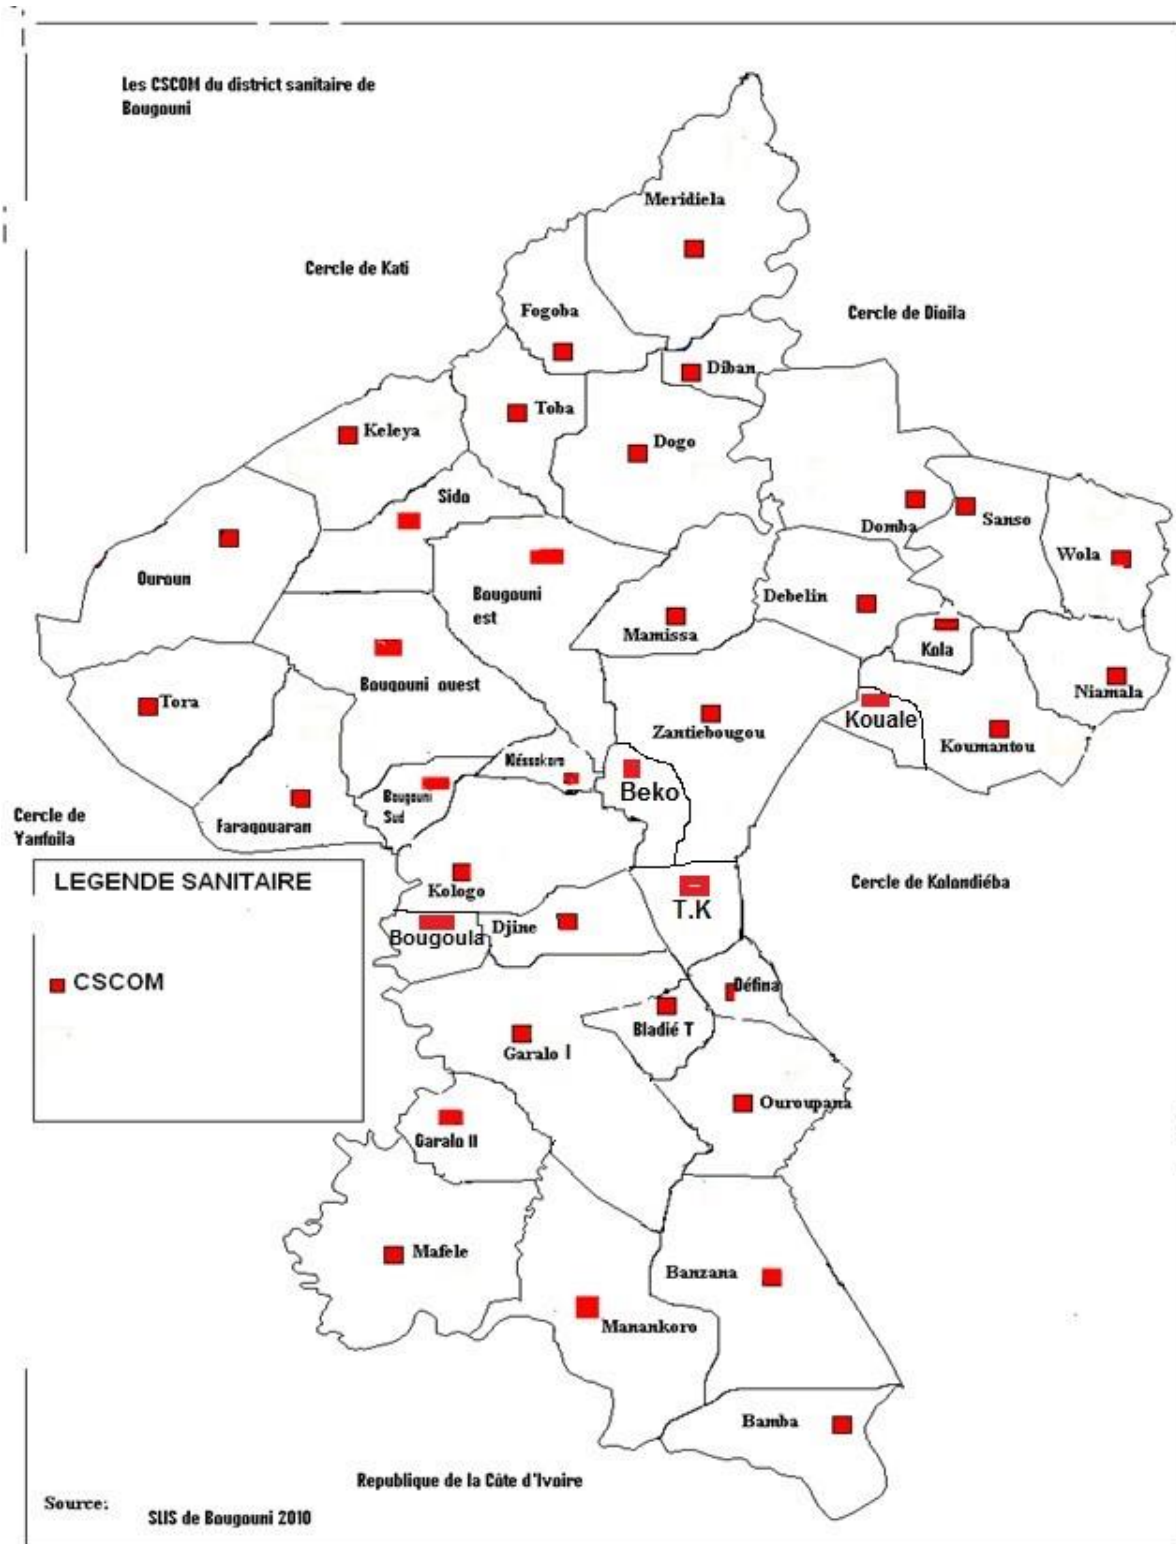 Les CSCOM du district sanitaire de
Bougouni
Meridiela
Cercle de Kati
Fogoba
Cercle de Dioila
Diban
Toba
Keleya
Dogo
Sido
Domba
Sanso
Wola
Ouroun
Bougouni
est
Debelin
Mamissa
Kola
Bougouni ouest
Tora
Niamala
Zantiebougou
Kouale
Koumantou
Kléssokoro
Beko
Bougouni
Sud
Cercle de
Yanfoila
Faragouaran
LEGENDE SANITAIRE
Kologo
Cercle de Kolondiéba
T.K
Djine
Bougoula
CSCOM
Défina
Bladié T
Garalo I
Ouroupana
Garalo II
Mafele
Banzana
Manankoro
Bamba
Republique de la Côte d'Ivoire
Source:
SLIS de Bougouni 2010